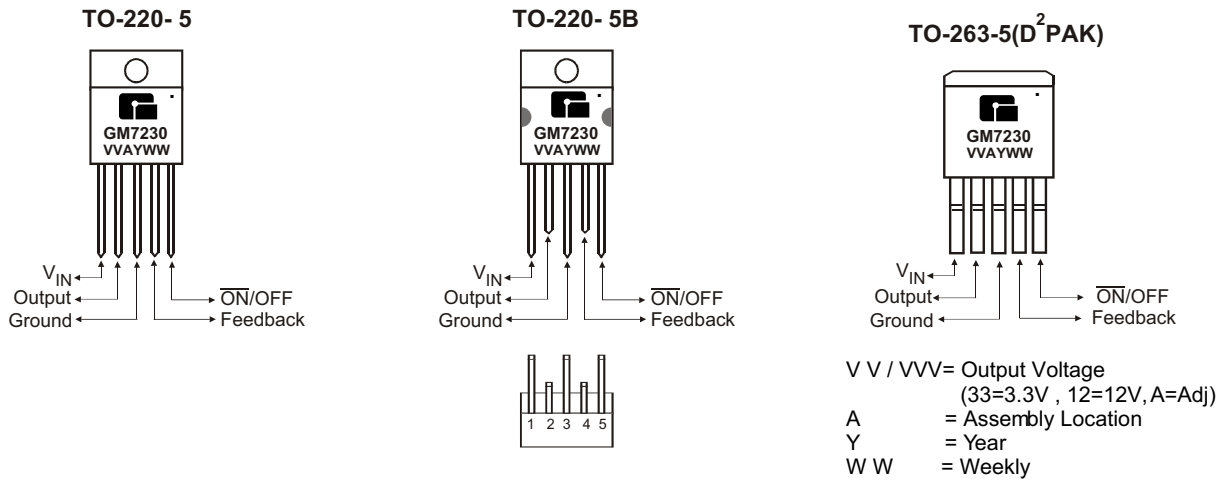 TO-220- 5
GM7230
VVAYWW
VIN
Output
Ground
ON/OFF
Feedback
TO-220- 5B
GM7230
VVAYWW
VIN
Output
Ground
ON/OFF
Feedback
1 2 3 4 5
TO-263-5(D2PAK)
GM7230
VVAYWW
VIN
Output
Ground
ON/OFF
Feedback
V V / VVV= Output Voltage
(33=3.3V , 12=12V, A=Adj)
A = Assembly Location
Y = Year
W W = Weekly